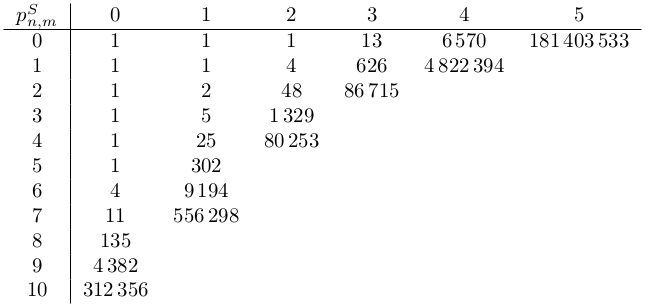 p^S_{n,m} 0 1 2 3 4 5
0 1 1 1 13 6 570 181 403 533
1 1 1 4 626 4 822 394
2 1 2 48 86 715
3 1 5 1 329
4 1 25 80 253
5 1 302
6 4 9 194
7 11 556 298
8 135
9 4 382
10 312 356